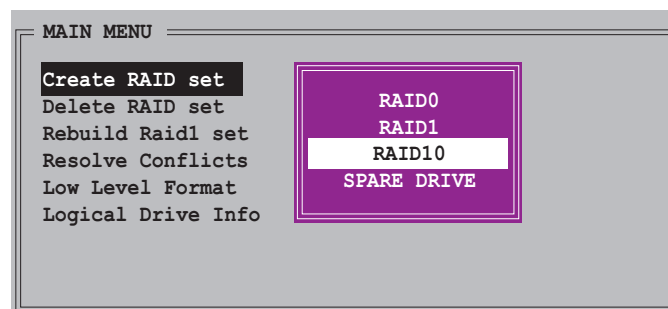 MAIN MENU
Create RAID set
Delete RAID set
Rebuild Raid1 set
Resolve Conflicts
Low Level Format
Logical Drive Info
RAID0
RAID1
RAID10
SPARE DRIVE